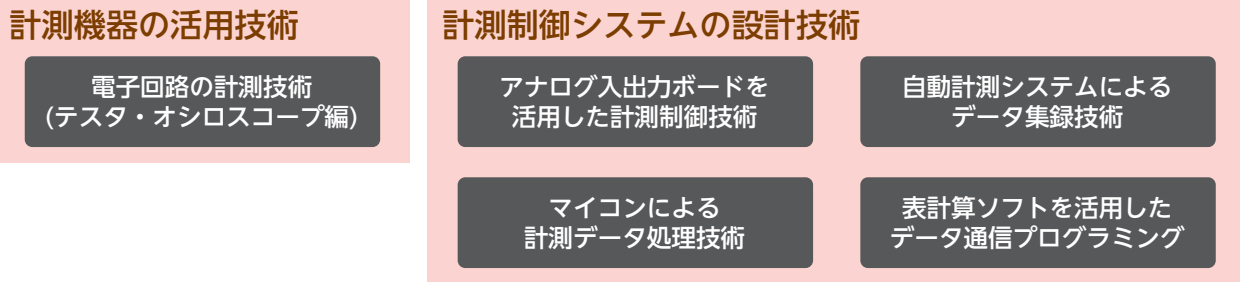 計測機器の活用技術
電子回路の計測技術
(テスタ・オシロスコープ編)
計測制御システムの設計技術
アナログ入出力ボードを
活用した計測制御技術
自動計測システムによる
データ集録技術
マイコンによる
計測データ処理技術
表計算ソフトを活用した
データ通信プログラミング